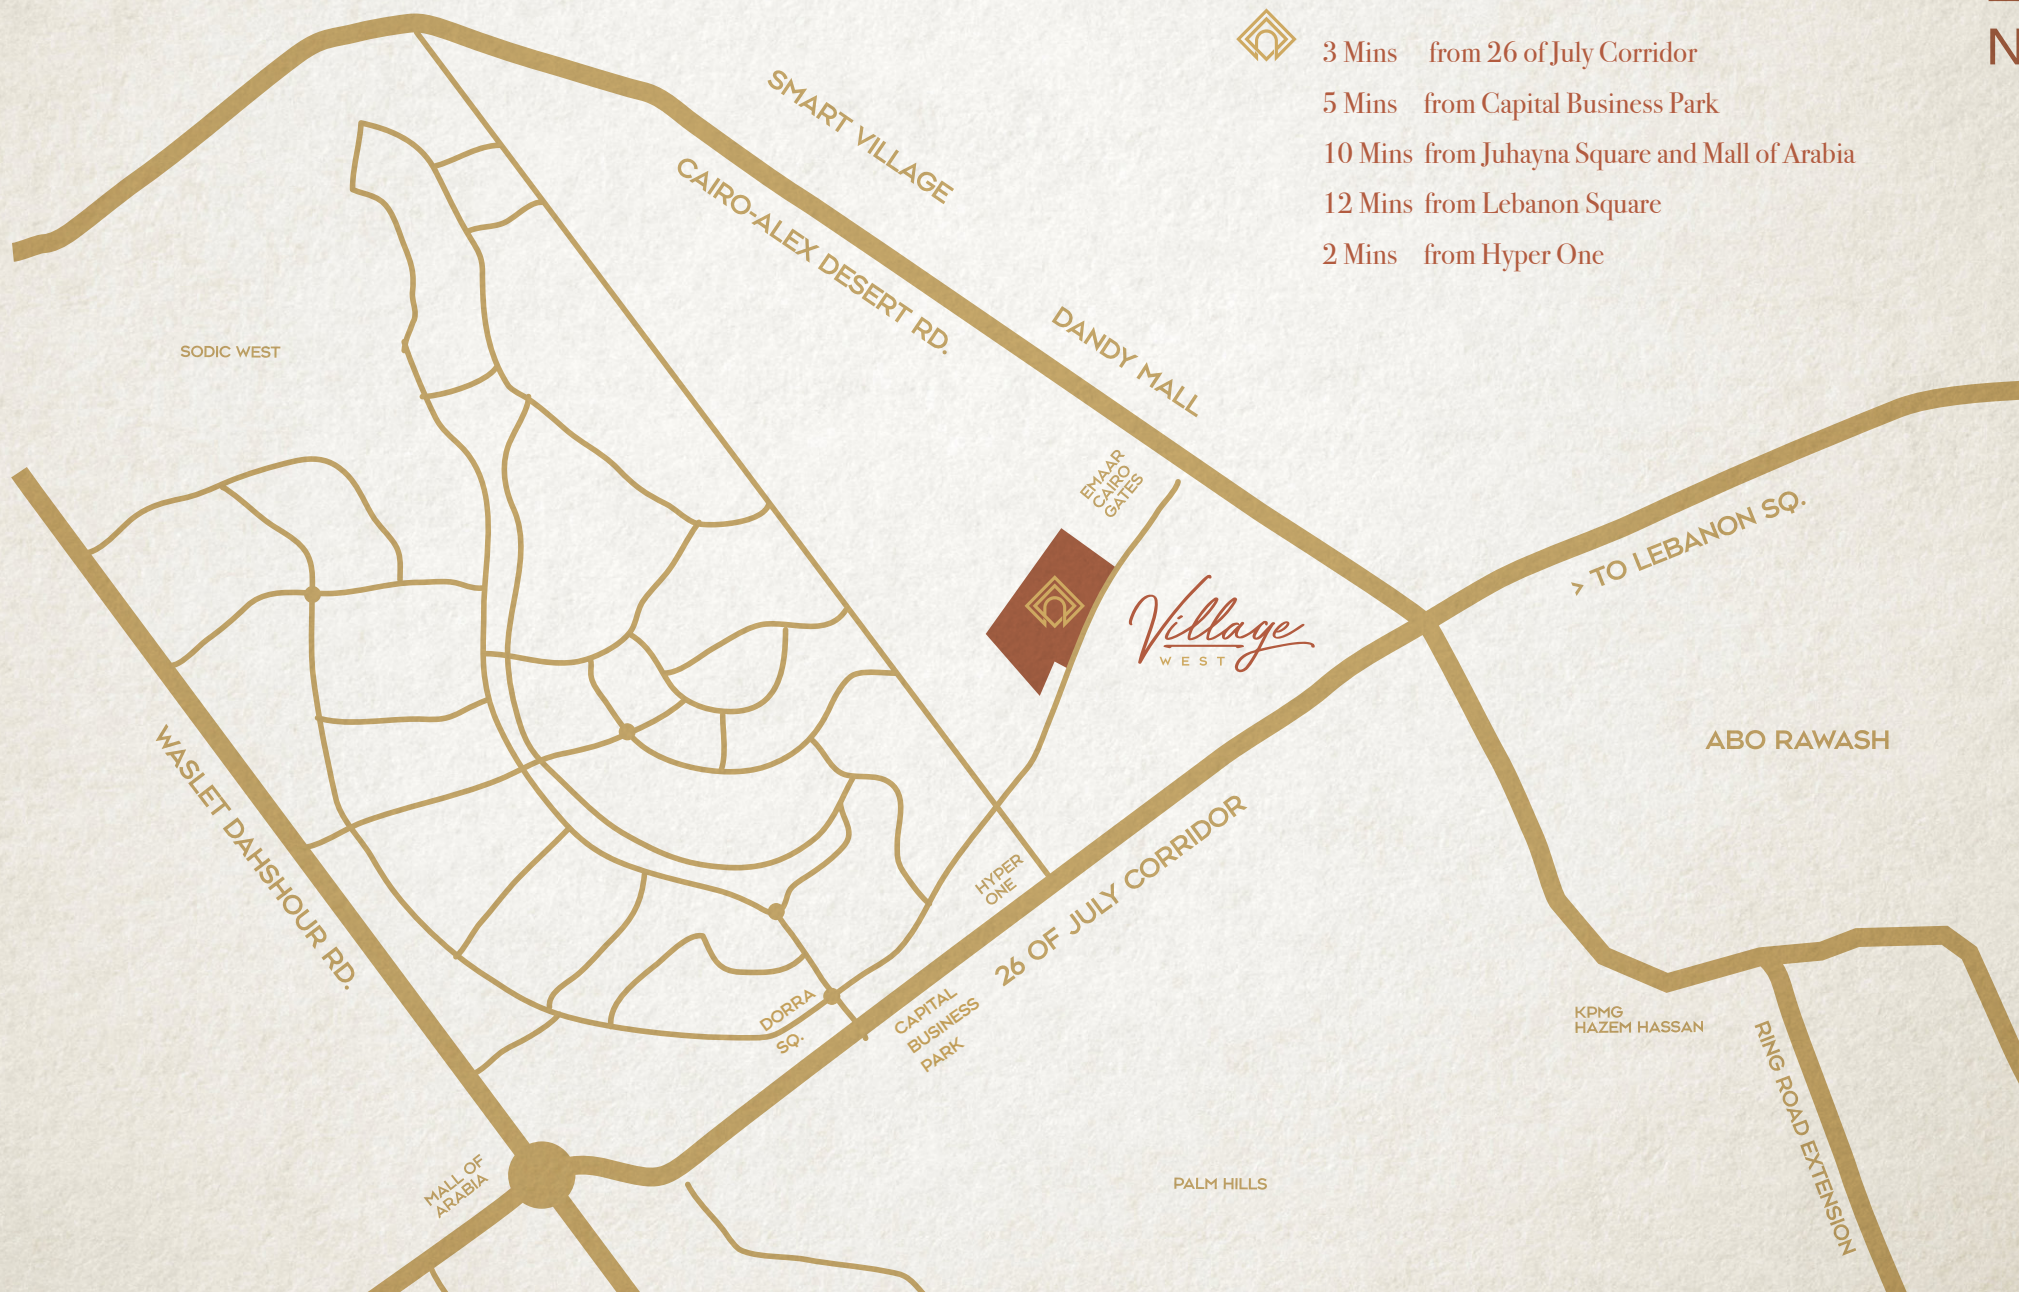 3 Mins from 26 of July Corridor
5 Mins from Capital Business Park
10 Mins from Juhayna Square and Mall of Arabia
12 Mins from Lebanon Square
2 Mins from Hyper One
N
SMART VILLAGE
CAIRO-ALEX DESERT RD.
DANDY MALL
SODIC WEST
EMAAR
CAIRO
GATES
> TO LEBANON SQ.
Village
WEST
ABO RAWASH
WASLET DAHSHOUR RD.
HYPER
ONE
26 OF JULY CORRIDOR
DORRA
SQ.
CAPITAL
BUSINESS
PARK
KPMG
HAZEM HASSAN
RING ROAD EXTENSION
MALL OF
ARABIA
PALM HILLS